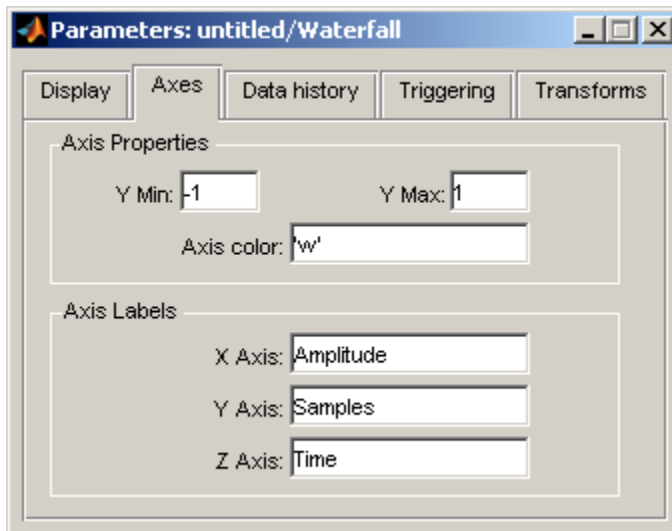 Parameters: untitled/Waterfall
Display Axes Data history Triggering Transforms
Axis Properties
Y Min: -1 Y Max: 1
Axis color: 'w'
Axis Labels
X Axis: Amplitude
Y Axis: Samples
Z Axis: Time